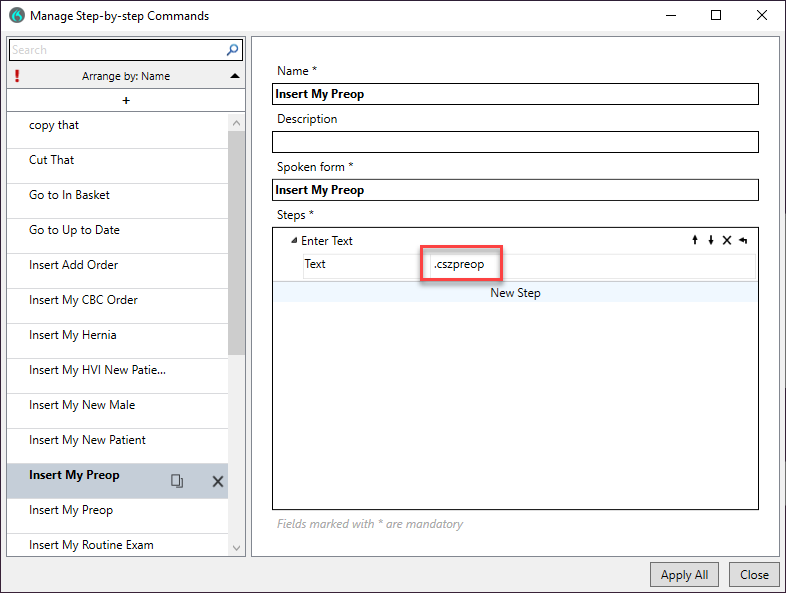 Manage Step-by-step Commands
Search
! Arrange by: Name
+
copy that
Cut That
Go to In Basket
Go to Up to Date
Insert Add Order
Insert My CBC Order
Insert My Hernia
Insert My HVI New Patie...
Insert My New Male
Insert My New Patient
Insert My Preop
Insert My Preop
Insert My Routine Exam
Name *
Insert My Preop
Description
Spoken form *
Insert My Preop
Steps *
Enter Text
Text .cszpreop
New Step
Fields marked with * are mandatory
Apply All Close